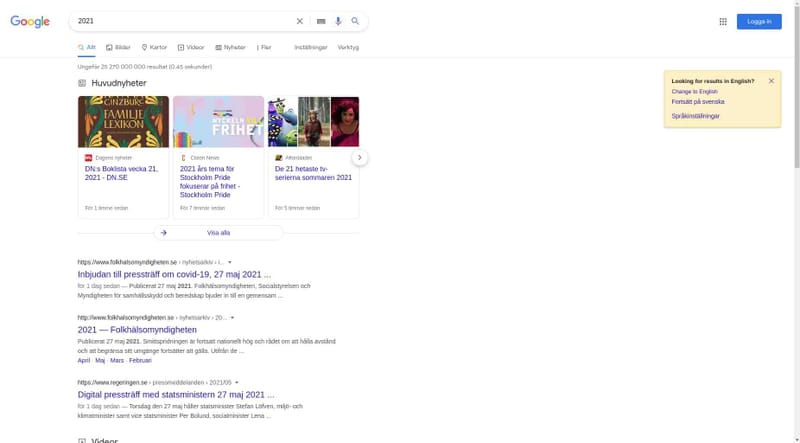 Google
2021
Logga in
Allt
Bilder
Kartor
Videor
Nyheter
Fler
Inställningar
Verktyg
Ungefär 25 270 000 000 resultat (0,45 sekunder)
Looking for results in English?
Change to English
Fortsätt på svenska
Språkinställningar
Huvudnyheter
GINZBURG
FAMILIE
LEXIKON
NYCKELN
FRIHET
Dagens nyheter
DN:s Boklista vecka 21,
2021 - DN.SE
För 1 timme sedan
Cision News
2021 års tema för
Stockholm Pride
fokuserar på frihet -
Stockholm Pride
För 7 timmar sedan
Aftonbladet
De 21 hetaste tv-
serierna sommaren 2021
För 5 timmar sedan
Visa alla
https://www.folkhalsomyndigheten.se › nyhetsarkiv › i...
Inbjudan till pressträff om covid-19, 27 maj 2021 ...
för 1 dag sedan — Publicerat 27 maj 2021. Folkhälsomyndigheten, Socialstyrelsen och
Myndigheten för samhällsskydd och beredskap bjuder in till en gemensam ...
http://www.folkhalsomyndigheten.se › nyhetsarkiv › 20...
2021 — Folkhälsomyndigheten
Publicerat 27 maj 2021. Smittspridningen är fortsatt nationellt hög och rådet om att hålla avstånd
och att begränsa sitt umgänge fortsätter att gälla. Utifrån de ...
April · Maj · Mars · Februari
https://www.regeringen.se › pressmeddelanden › 2021/05
Digital pressträff med statsministern 27 maj 2021 ...
för 1 dag sedan — Torsdag den 27 maj håller statsminister Stefan Löfven, miljö- och
klimatminister samt vice statsminister Per Bolund, socialminister Lena ...
Videor